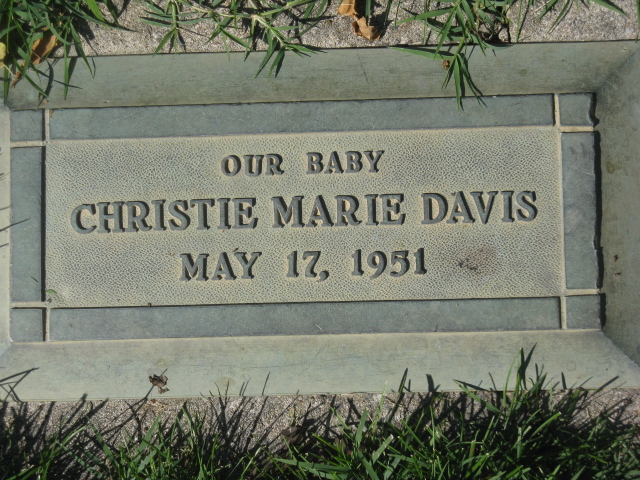 OUR BABY
CHRISTIE MARIE DAVIS
MAY 17, 1951